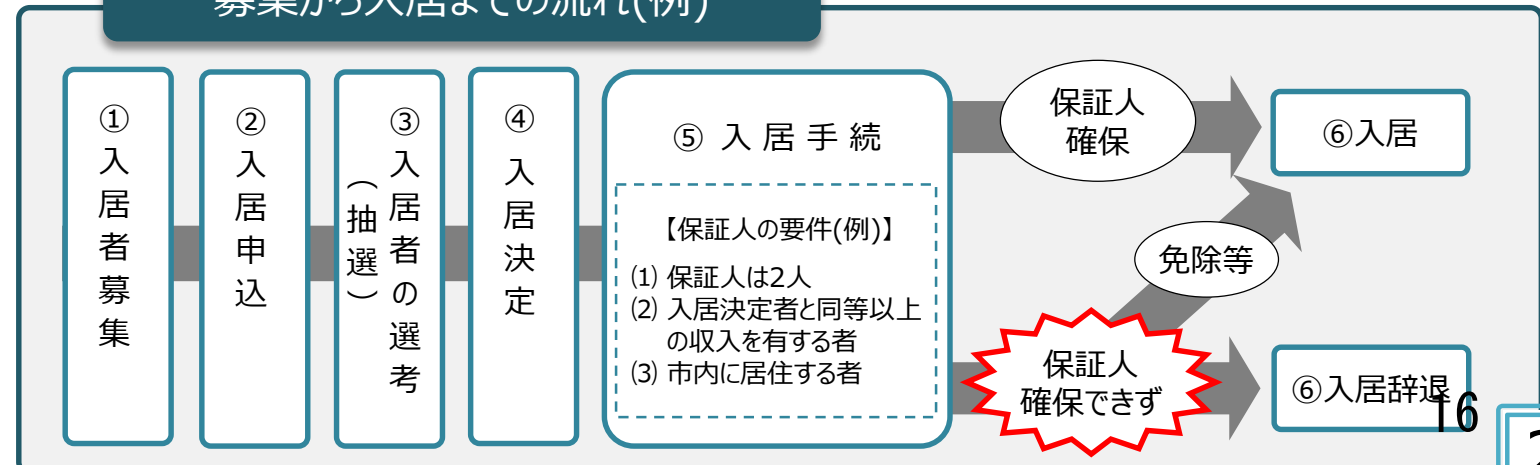 募集から入居までの流れ(例)
①入居者募集
②入居申込
③入居者の選考
(抽選)
④入居決定
⑤ 入 居 手 続
【保証人の要件(例)】
⑴ 保証人は2人
⑵ 入居決定者と同等以上
の収入を有する者
⑶ 市内に居住する者
保証人
確保
⑥入居
免除等
保証人
確保できず
⑥入居辞退
16